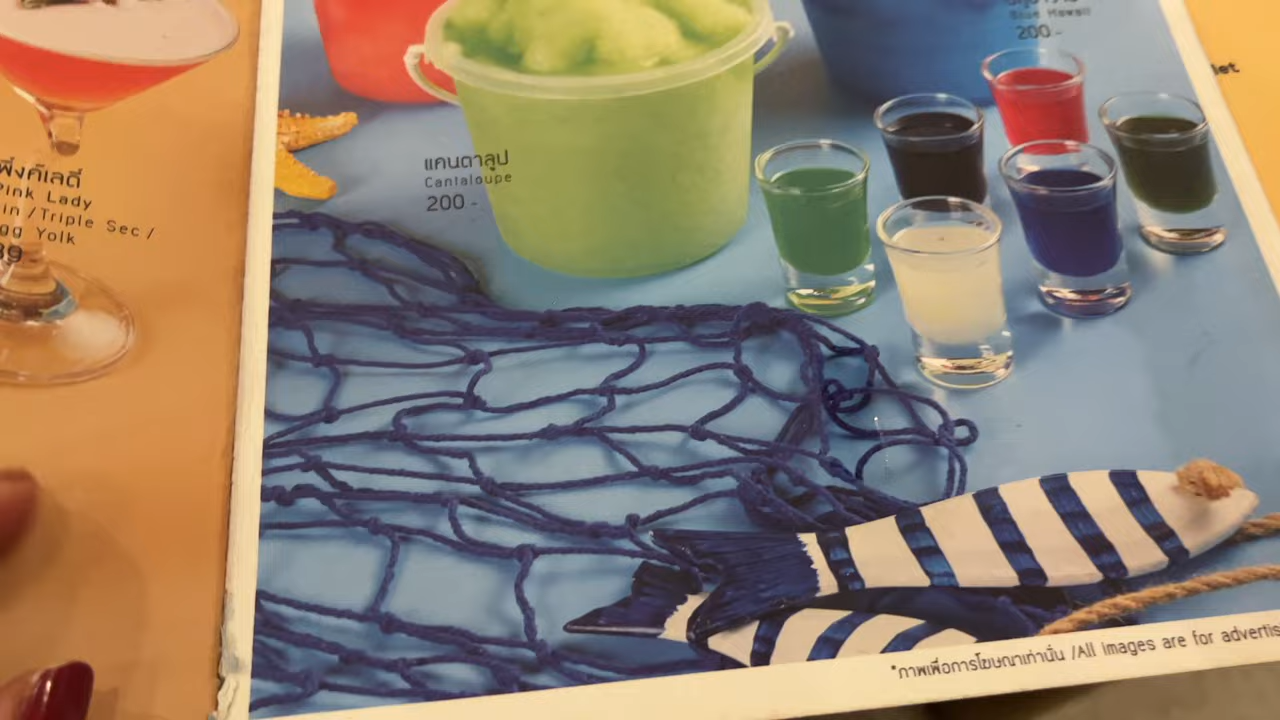 พิ้งค์เลดี้
Pink Lady
in / Triple Sec /
gg Yolk
แคนตาลูป
Cantaloupe
200.-
Blue Hawaii
200.-
*ภาพเพื่อการโฆษณาเท่านั้น /All images are for advertis